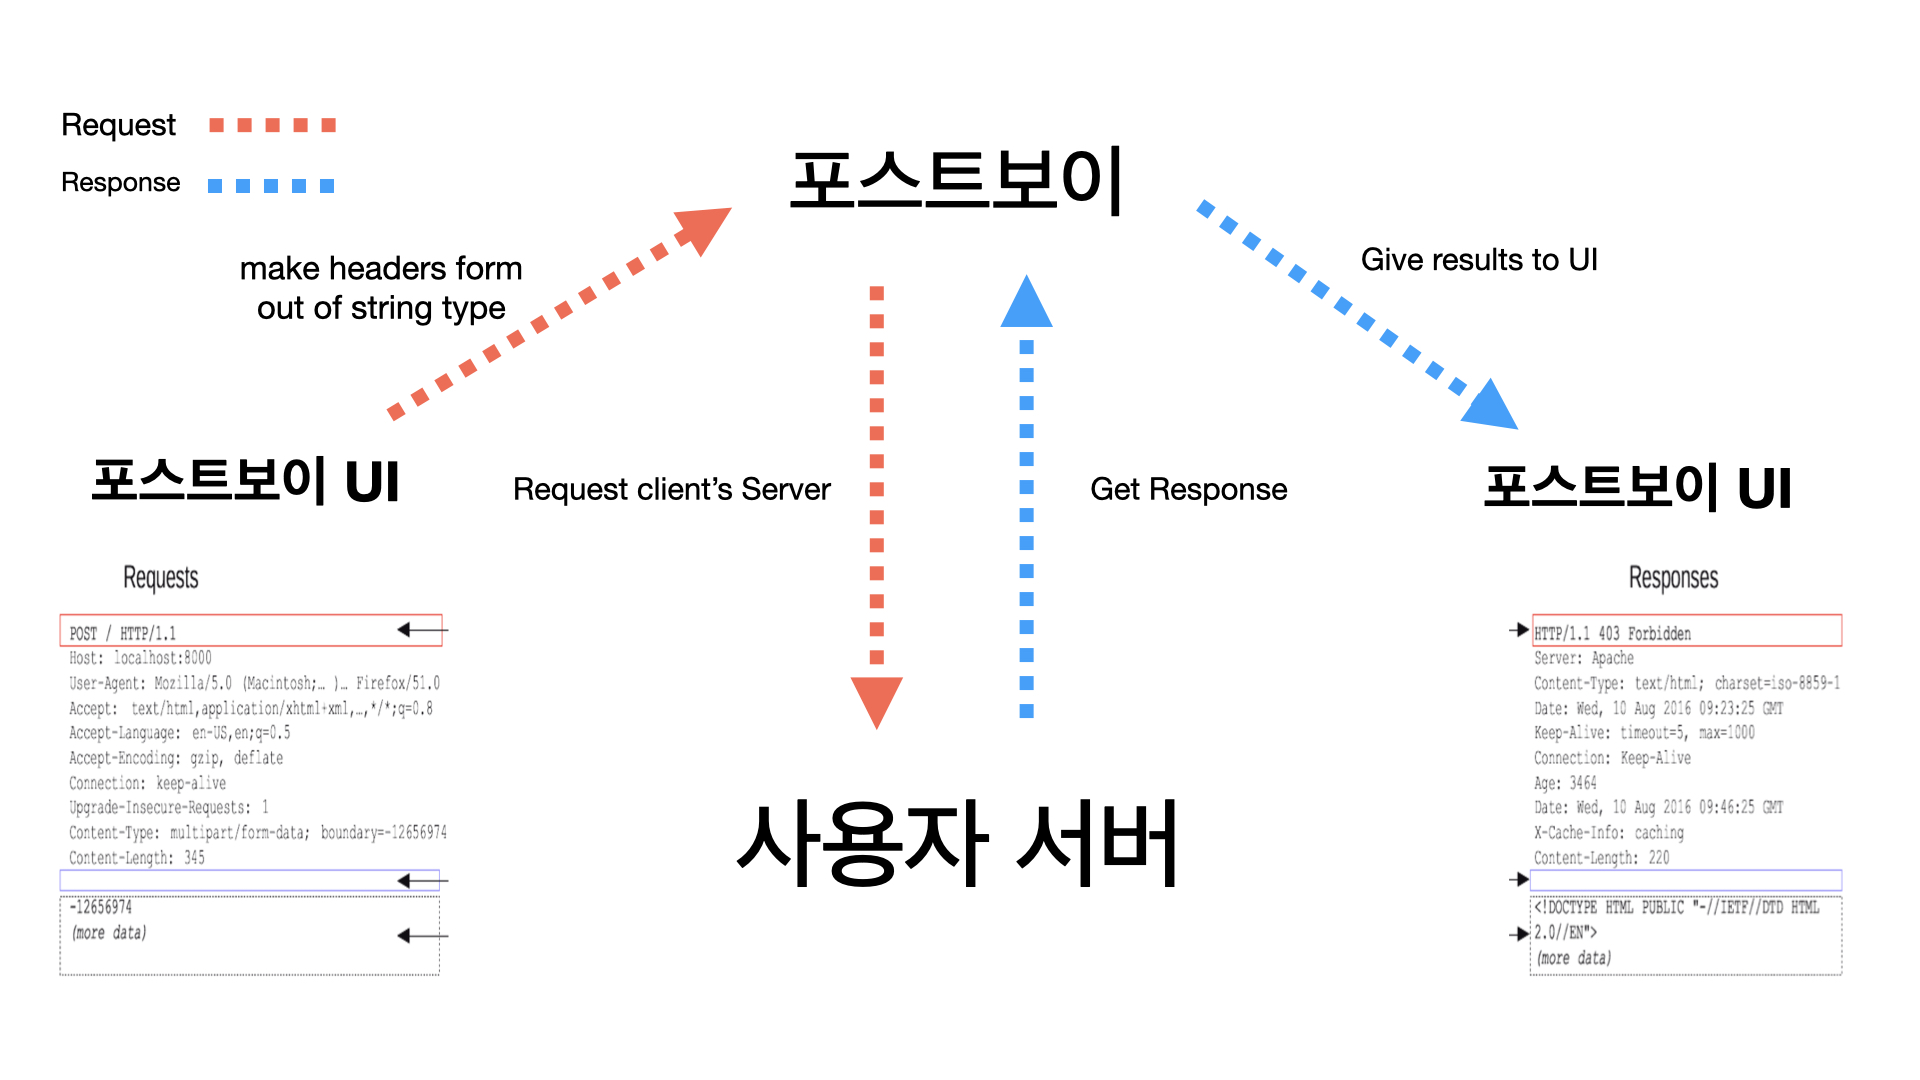 Request
Response
포스트보이
make headers form
out of string type
Give results to UI
포스트보이 UI
Request client’s Server
Get Response
포스트보이 UI
Requests
POST / HTTP/1.1
Host: localhost:8000
User-Agent: Mozilla/5.0 (Macintosh;… )… Firefox/51.0
Accept: text/html,application/xhtml+xml,…,*/*;q=0.8
Accept-Language: en-US,en;q=0.5
Accept-Encoding: gzip, deflate
Connection: keep-alive
Upgrade-Insecure-Requests: 1
Content-Type: multipart/form-data; boundary=-12656974
Content-Length: 345
-12656974
(more data)
사용자 서버
Responses
HTTP/1.1 403 Forbidden
Server: Apache
Content-Type: text/html; charset=iso-8859-1
Date: Wed, 10 Aug 2016 09:23:25 GMT
Keep-Alive: timeout=5, max=1000
Connection: Keep-Alive
Age: 3464
Date: Wed, 10 Aug 2016 09:46:25 GMT
X-Cache-Info: caching
Content-Length: 220
<!DOCTYPE HTML PUBLIC "-//IETF//DTD HTML
2.0//EN">
(more data)